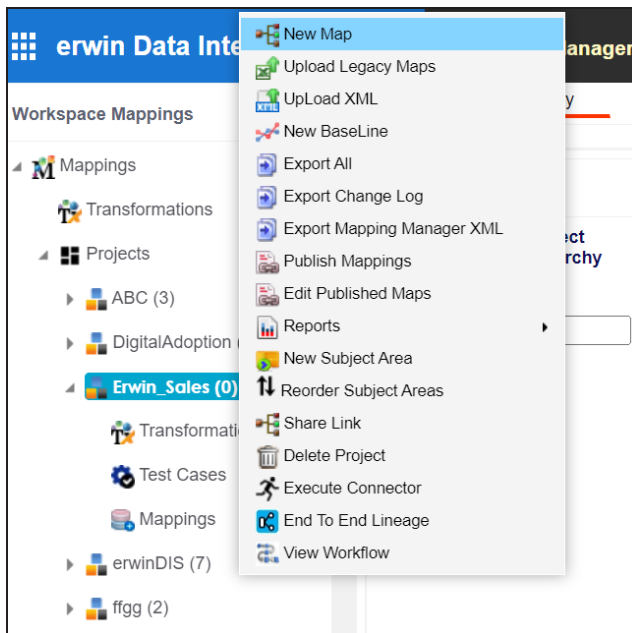 erwin Data Inte
anager
Workspace Mappings
y
Mappings
Transformations
Projects
ABC (3)
DigitalAdoption (
Erwin_Sales (0)
Transformati
Test Cases
Mappings
erwinDIS (7)
ffgg (2)
New Map
Upload Legacy Maps
UpLoad XML
New BaseLine
Export All
Export Change Log
Export Mapping Manager XML
Publish Mappings
Edit Published Maps
Reports
New Subject Area
Reorder Subject Areas
Share Link
Delete Project
Execute Connector
End To End Lineage
View Workflow
ect
rchy